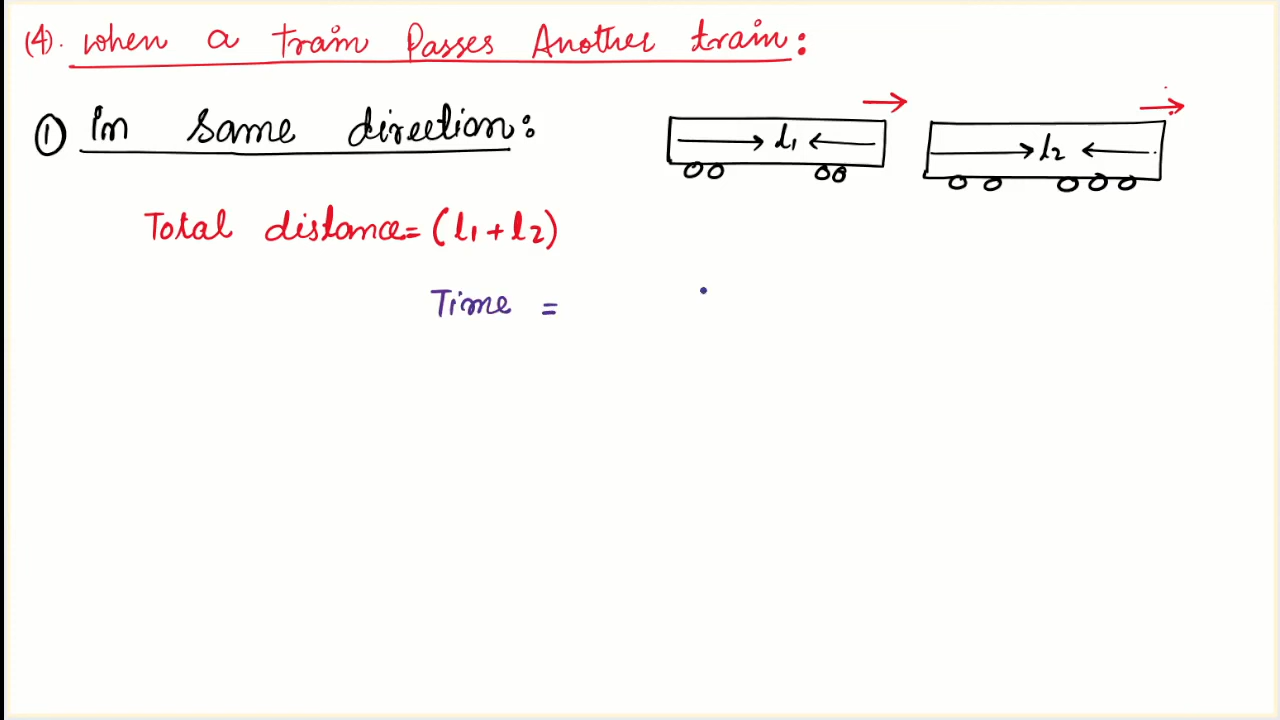 (4). when a train Passes Another train:
① In same direction:
l1
l2
Total distance = (l1 + l2)
Time =